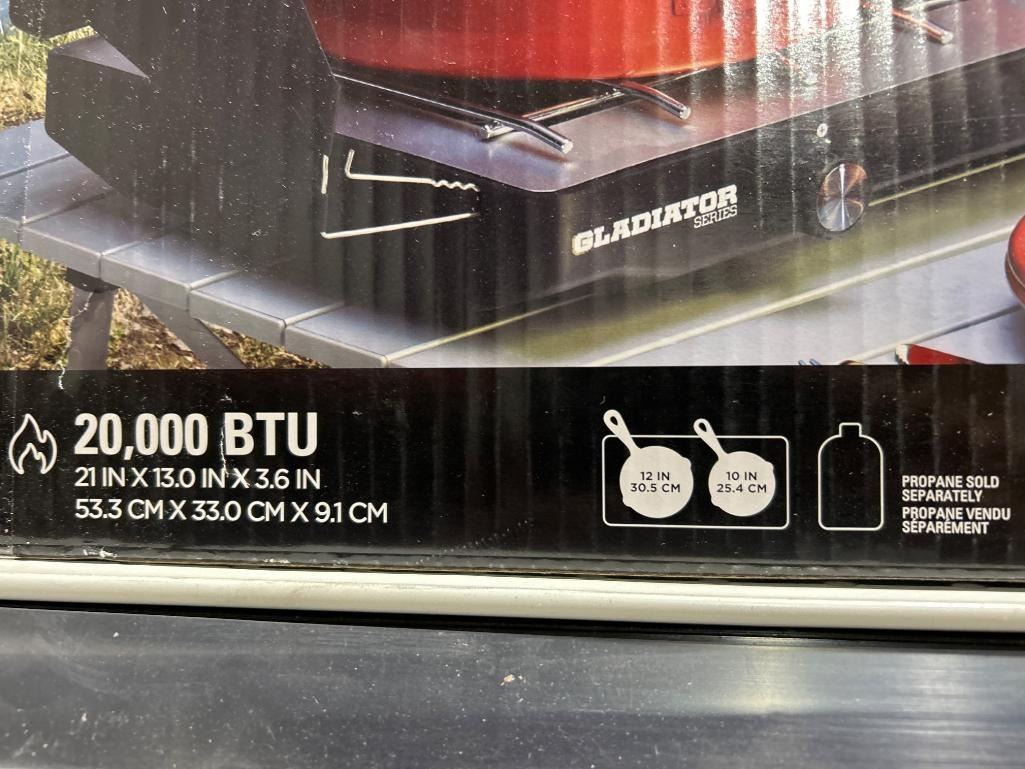 GLADIATOR
SERIES
20,000 BTU
21 IN X 13.0 IN X 3.6 IN
53.3 CM X 33.0 CM X 9.1 CM
12 IN
30.5 CM
10 IN
25.4 CM
PROPANE SOLD
SEPARATELY
PROPANE VENDU
SÉPARÉMENT